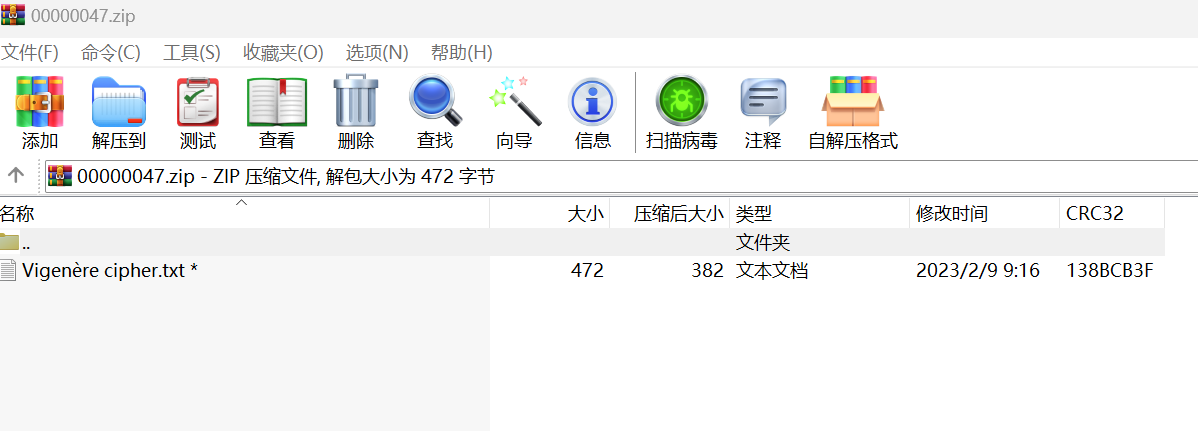 00000047.zip
文件(F) 命令(C) 工具(S) 收藏夹(O) 选项(N) 帮助(H)
添加 解压到 测试 查看 删除 查找 向导 信息 扫描病毒 注释 自解压格式
00000047.zip - ZIP 压缩文件, 解包大小为 472 字节
名称 大小 压缩后大小 类型 修改时间 CRC32
.. 文件夹
Vigenère cipher.txt * 472 382 文本文档 2023/2/9 9:16 138BCB3F